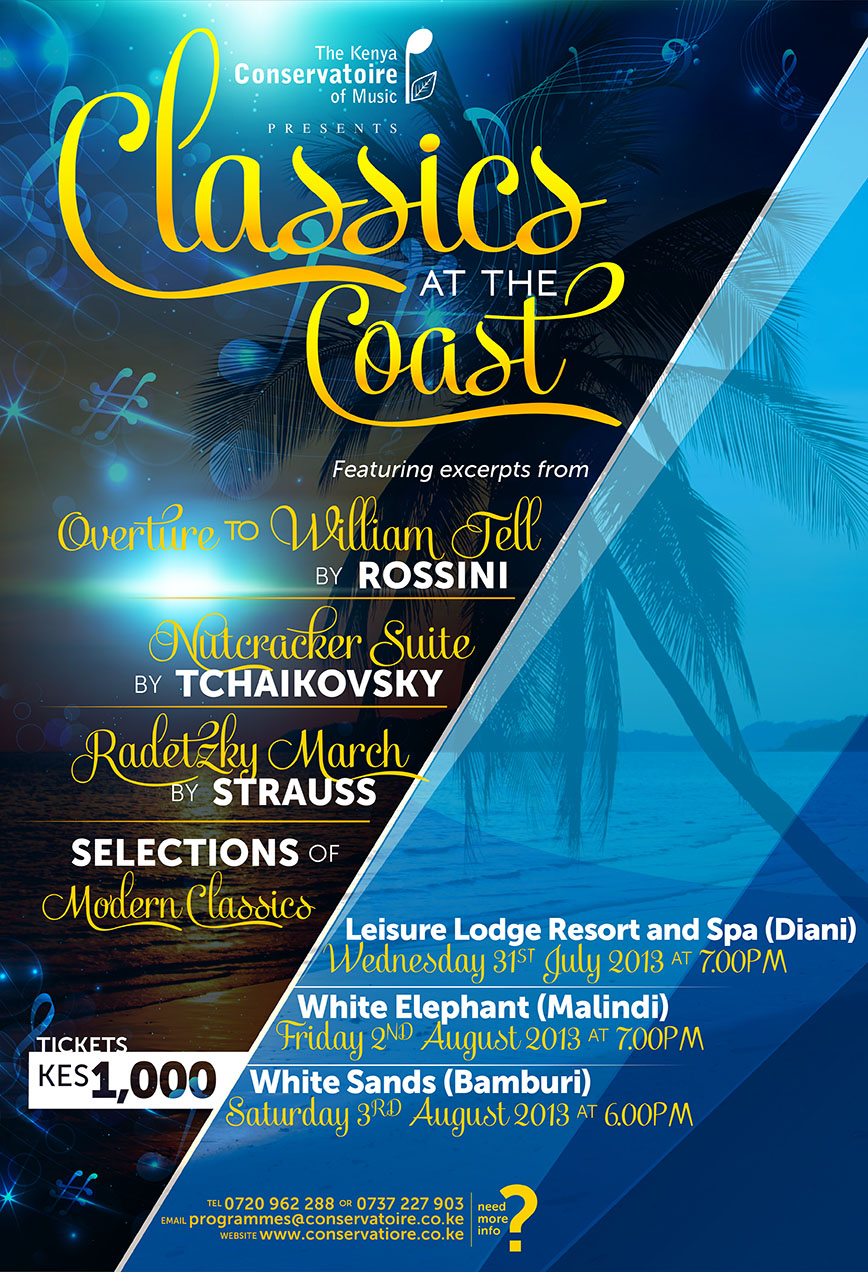 The Kenya
Conservatoire
of Music
PRESENTS
Classics
AT THE
Coast
Featuring excerpts from
Overture TO William Tell
BY ROSSINI
Nutcracker Suite
BY TCHAIKOVSKY
Radetzky March
BY STRAUSS
SELECTIONS OF
Modern Classics
Leisure Lodge Resort and Spa (Diani)
Wednesday 31ST July 2013 AT 7.00PM
White Elephant (Malindi)
Friday 2ND August 2013 AT 7.00PM
White Sands (Bamburi)
Saturday 3RD August 2013 AT 6.00PM
TICKETS
KES1,000
TEL 0720 962 288 OR 0737 227 903
EMAIL programmes@conservatoire.co.ke
WEBSITE www.conservatiore.co.ke
need
more
info ?